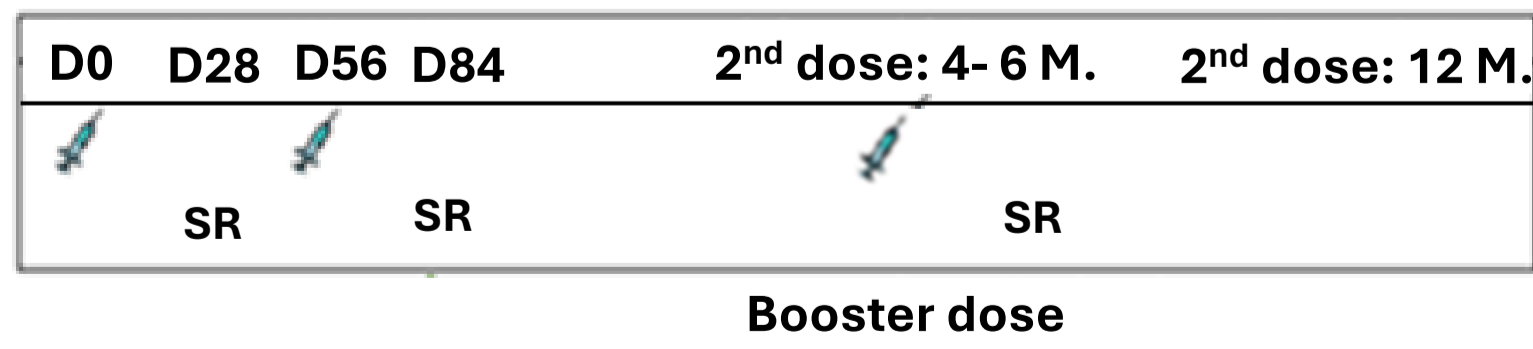 D0 D28 D56 D84 2nd dose: 4- 6 M. 2nd dose: 12 M.
SR SR SR
Booster dose